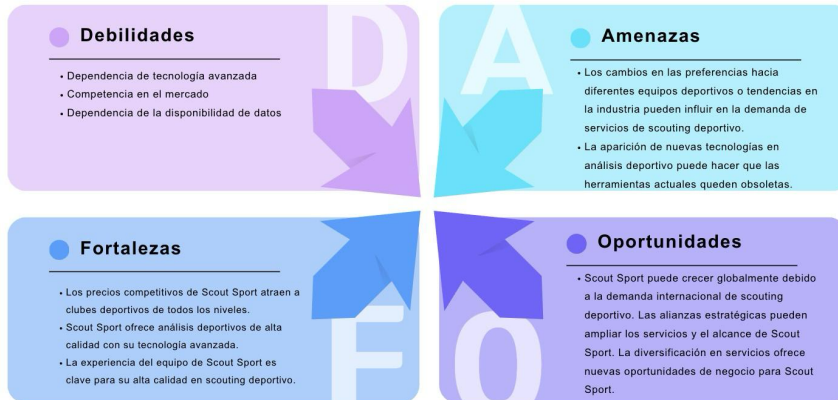 D
Debilidades
• Dependencia de tecnología avanzada
• Competencia en el mercado
• Dependencia de la disponibilidad de datos
A
Amenazas
• Los cambios en las preferencias hacia
diferentes equipos deportivos o tendencias en
la industria pueden influir en la demanda de
servicios de scouting deportivo.
• La aparición de nuevas tecnologías en
análisis deportivo puede hacer que las
herramientas actuales queden obsoletas.
Fortalezas
• Los precios competitivos de Scout Sport atraen a
clubes deportivos de todos los niveles.
• Scout Sport ofrece análisis deportivos de alta
calidad con su tecnología avanzada.
• La experiencia del equipo de Scout Sport es
clave para su alta calidad en scouting deportivo.
F
Oportunidades
• Scout Sport puede crecer globalmente debido
a la demanda internacional de scouting
deportivo. Las alianzas estratégicas pueden
ampliar los servicios y el alcance de Scout
Sport. La diversificación en servicios ofrece
nuevas oportunidades de negocio para Scout
Sport.
O